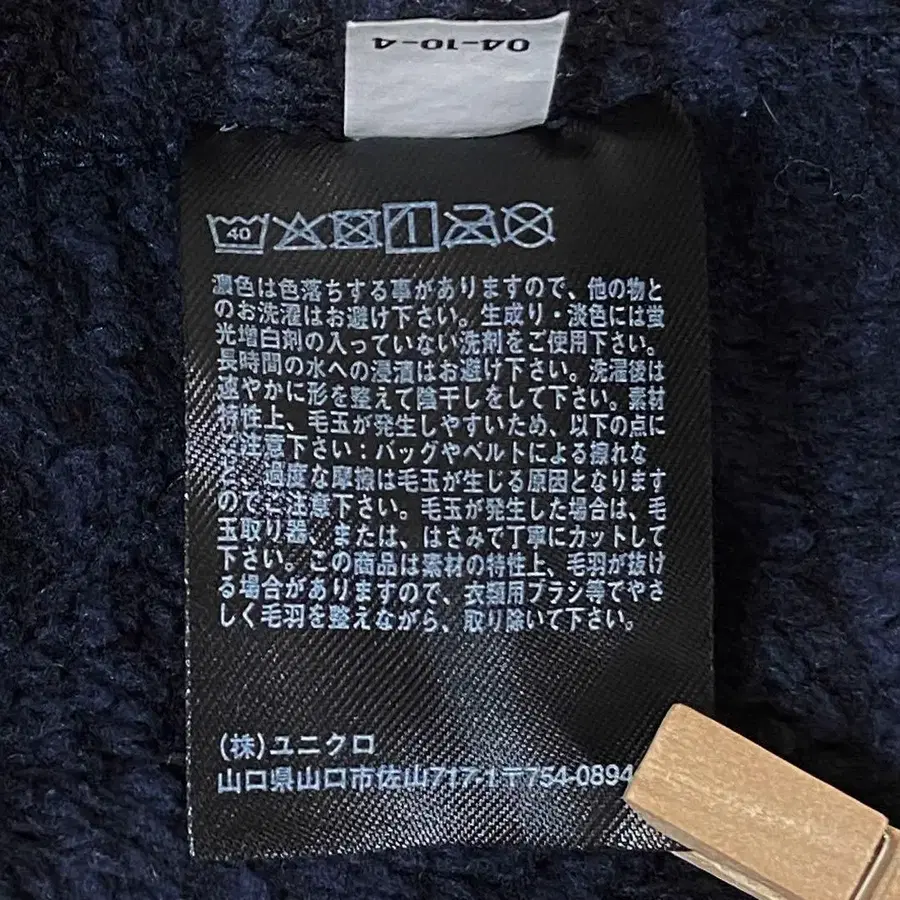 04-10-4
40
濃色は色落ちする事がありますので、他の物と
のお洗濯はお避け下さい。生成り・淡色には蛍
光増白剤の入っていない洗剤をご使用下さい。
長時間の水への浸漬はお避け下さい。洗濯後は
速やかに形を整えて陰干しをして下さい。素材
特性上、毛玉が発生しやすいため、以下の点に
ご注意下さい：バッグやベルトによる擦れな
ど、過度な摩擦は毛玉が生じる原因となります
のでご注意下さい。毛玉が発生した場合は、毛
玉取り器、または、はさみで丁寧にカットして
下さい。この商品は素材の特性上、毛羽が抜け
る場合がありますので、衣類用ブラシ等でやさ
しく毛羽を整えながら、取り除いて下さい。
(株)ユニクロ
山口県山口市佐山717-1〒754-0894